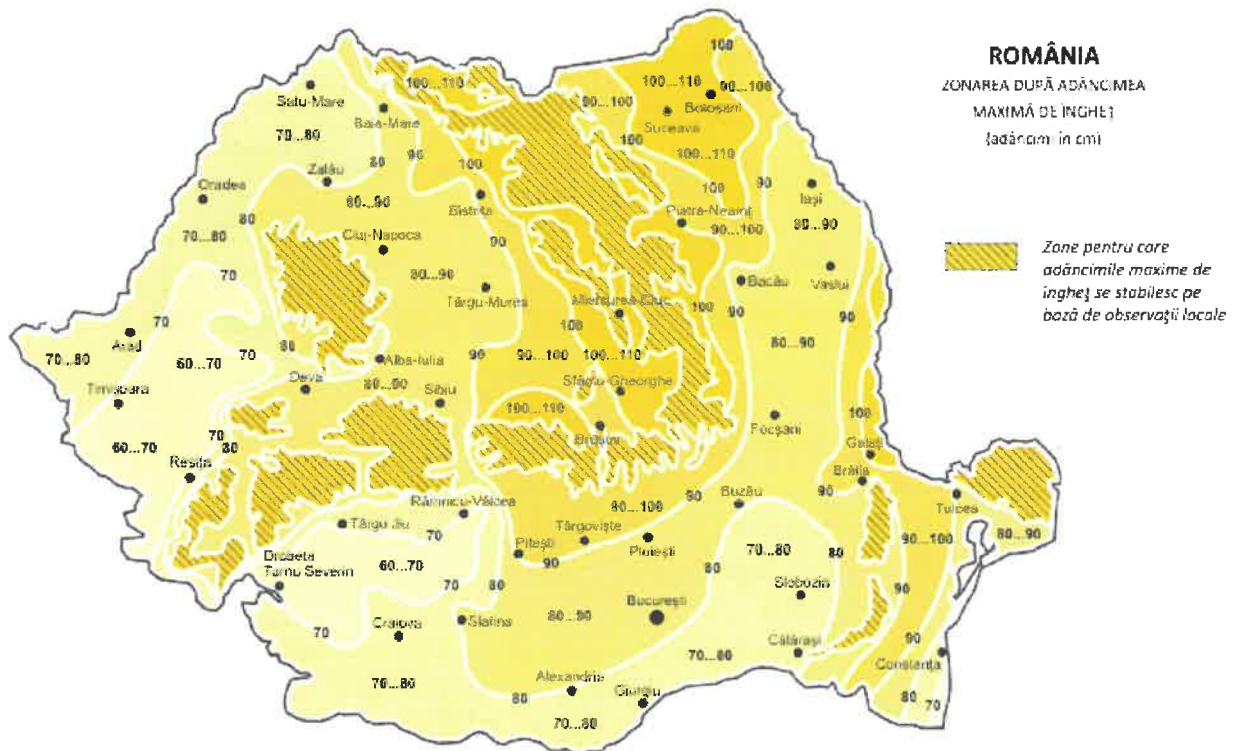 ROMÂNIA
ZONAREA DUPĂ ADÂNCIMEA
MAXIMĂ DE ÎNGHEȚ
(adâncimi în cm)
Zone pentru care
adâncimile maxime de
îngheț se stabilesc pe
bază de observații locale
100
100...110
100...110
90...100
90...100
Satu-Mare
Baia-Mare
Suceava
Botoșani
70...80
80
90
100
100
100...110
Zalău
Oradea
80...90
Bistrița
100
90
Iași
Piatra-Neamț
80
80...90
70...80
Cluj-Napoca
90
90...100
70
80...90
Târgu-Mureș
Bacău
Vaslui
Miercurea-Ciuc
100
100
70
90
90
70...80
Arad
60...70
70
80
Alba-Iulia
90
90...100
100...110
80...90
Timișoara
Deva
80...90
Sibiu
Sfântu-Gheorghe
100...110
100
Focșani
70
Brașov
Galați
60...70
80
Reșița
Brăila
Râmnicu-Vâlcea
90
Buzău
90
Tulcea
80...100
Târgu Jiu
70
Târgoviște
Pitești
Ploiești
90...100
80...90
Drobeta
Turnu Severin
60...70
90
70...80
80
70
80
80
Slobozia
90
București
70
Craiova
Slatina
80...90
Călărași
90
70...80
70...80
Constanța
Alexandria
Giurgiu
80
80
70
70...80